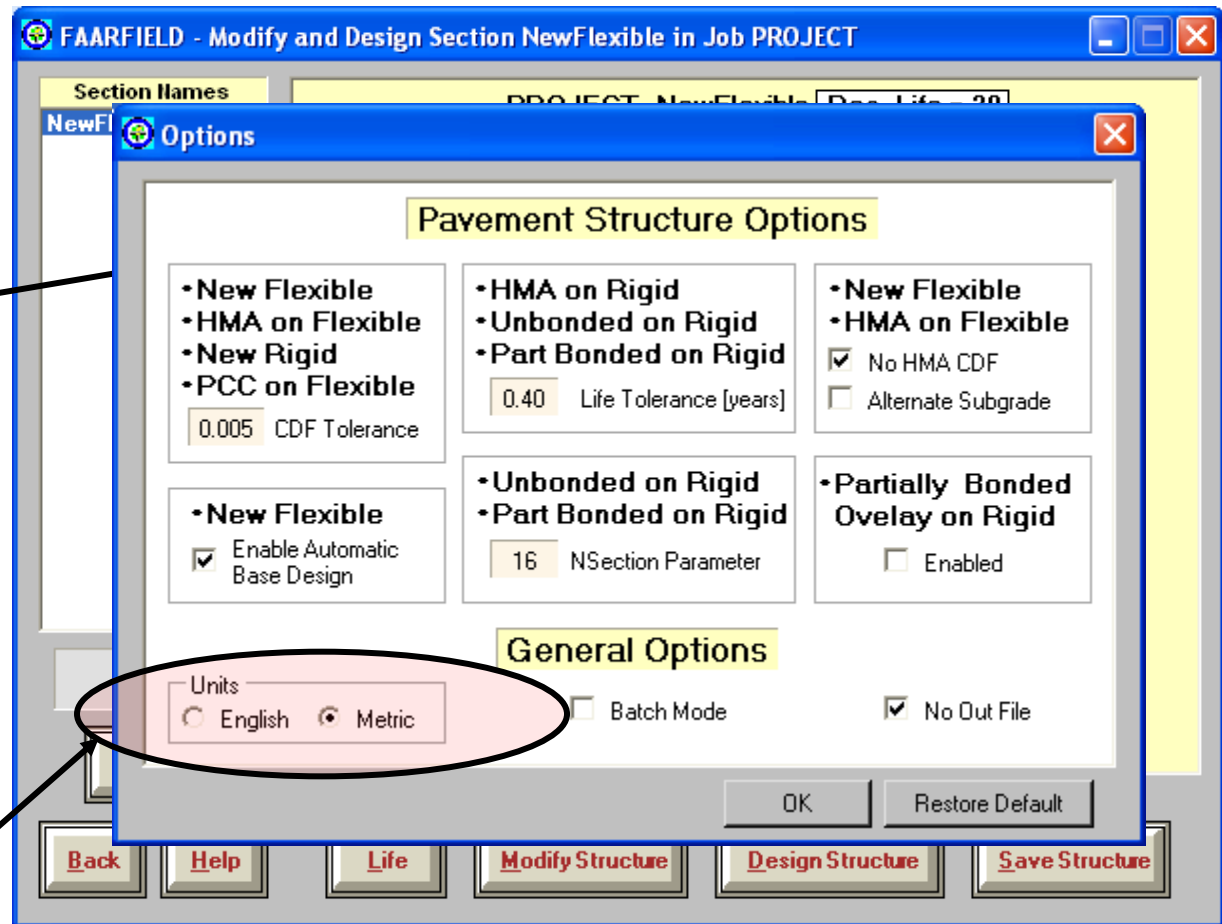 FAARFIELD - Modify and Design Section NewFlexible in Job PROJECT
Section Names
NewFl
Options
Pavement Structure Options
•New Flexible
•HMA on Flexible
•New Rigid
•PCC on Flexible
0.005 CDF Tolerance
•HMA on Rigid
•Unbonded on Rigid
•Part Bonded on Rigid
0.40 Life Tolerance [years]
•New Flexible
•HMA on Flexible
No HMA CDF
Alternate Subgrade
•New Flexible
Enable Automatic
Base Design
•Unbonded on Rigid
•Part Bonded on Rigid
16 NSection Parameter
•Partially Bonded
Ovelay on Rigid
Enabled
General Options
Units
English Metric
Batch Mode
No Out File
OK
Restore Default
Back
Help
Life
Modify Structure
Design Structure
Save Structure